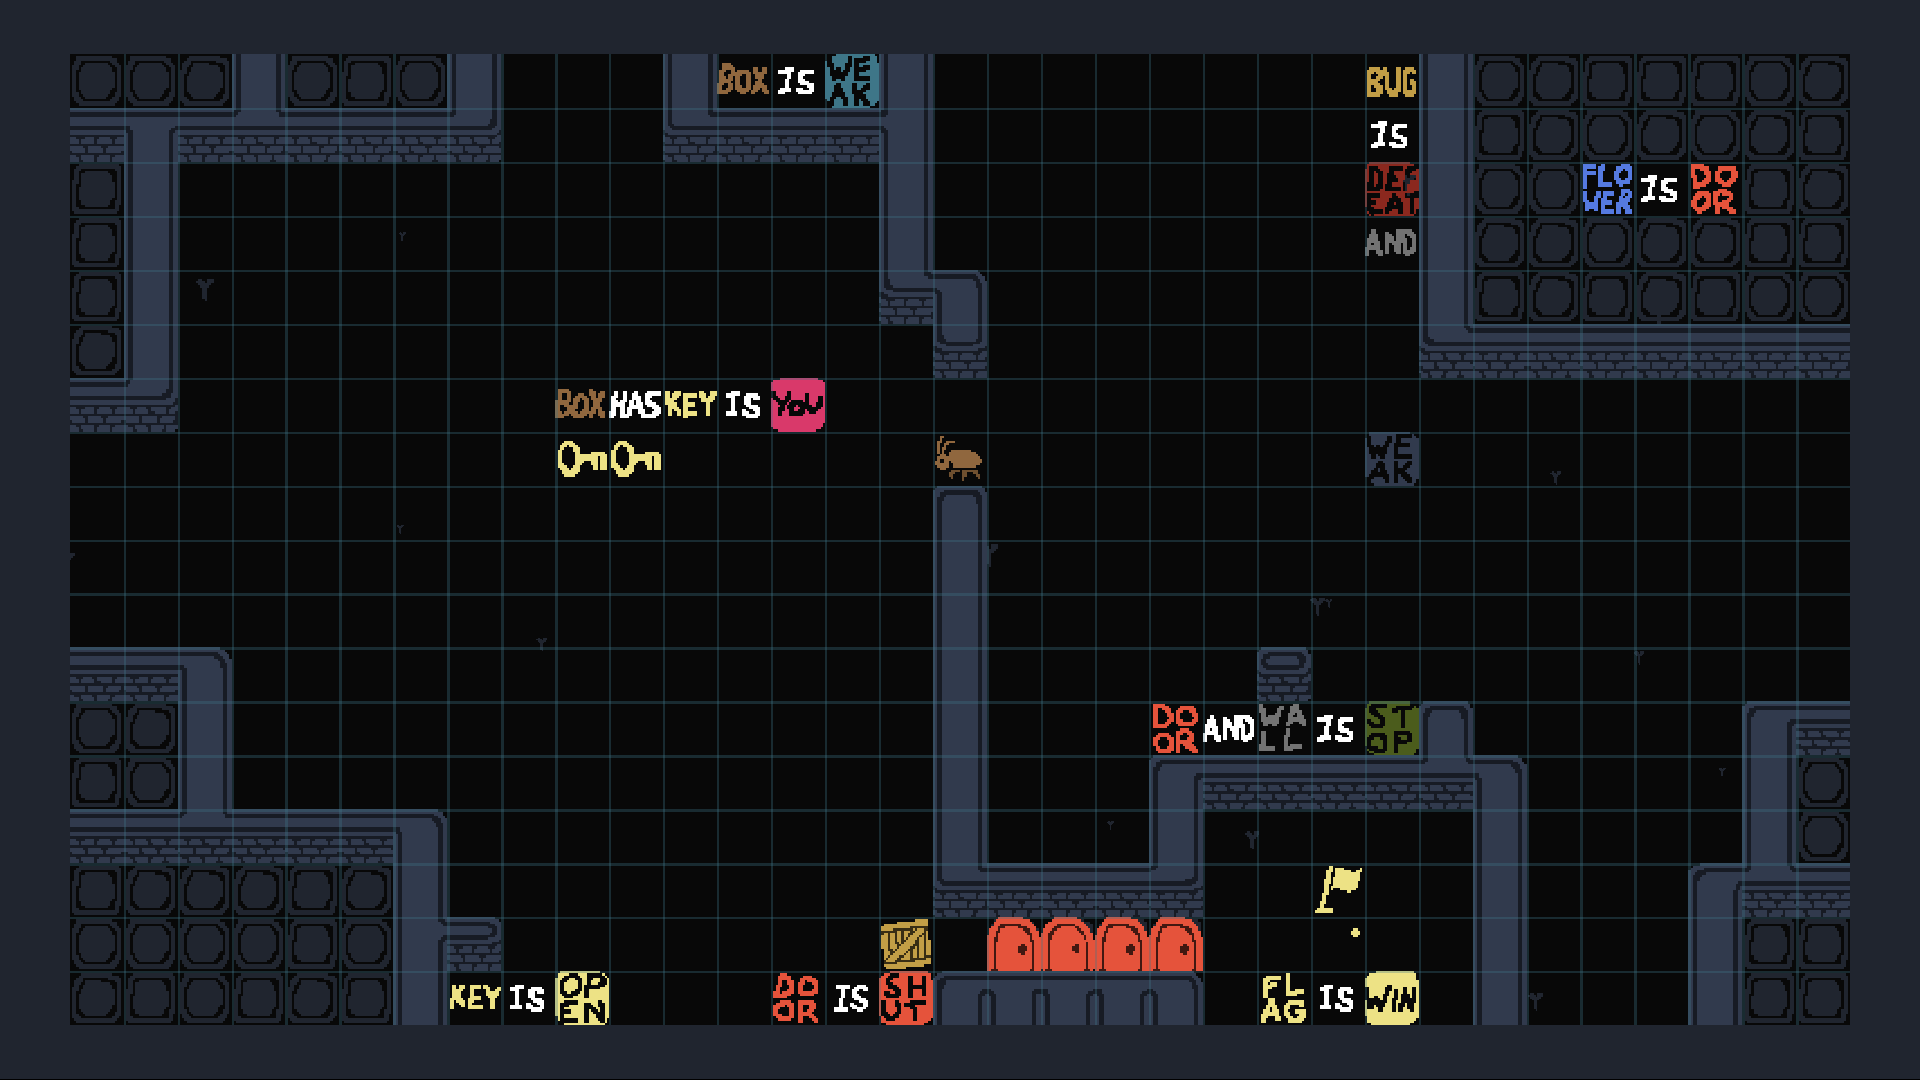 BOX IS WEAK
BUG
IS
DEFEAT
AND
FLOWER IS DOOR
BOX HAS KEY IS YOU
WEAK
DOOR AND WALL IS STOP
KEY IS OPEN
DOOR IS SHUT
FLAG IS WIN